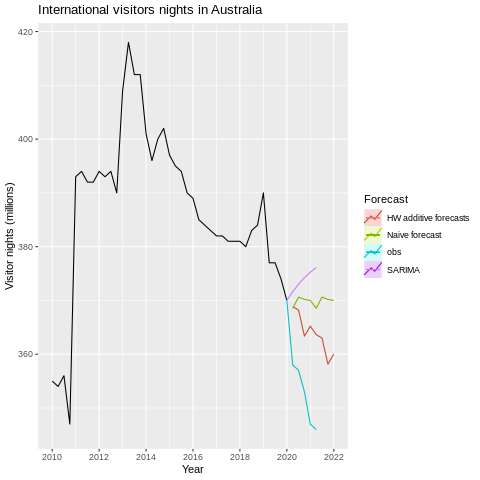 International visitors nights in Australia
Visitor nights (millions)
420
400
380
360
2010
2012
2014
2016
2018
2020
2022
Year
Forecast
HW additive forecasts
Naive forecast
obs
SARIMA